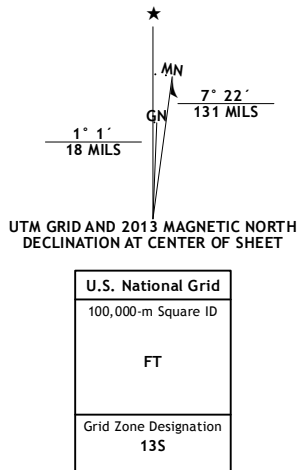 MN
GN
7° 22´
131 MILS
1° 1´
18 MILS
UTM GRID AND 2013 MAGNETIC NORTH
DECLINATION AT CENTER OF SHEET
U.S. National Grid
100,000-m Square ID
FT
Grid Zone Designation
13S